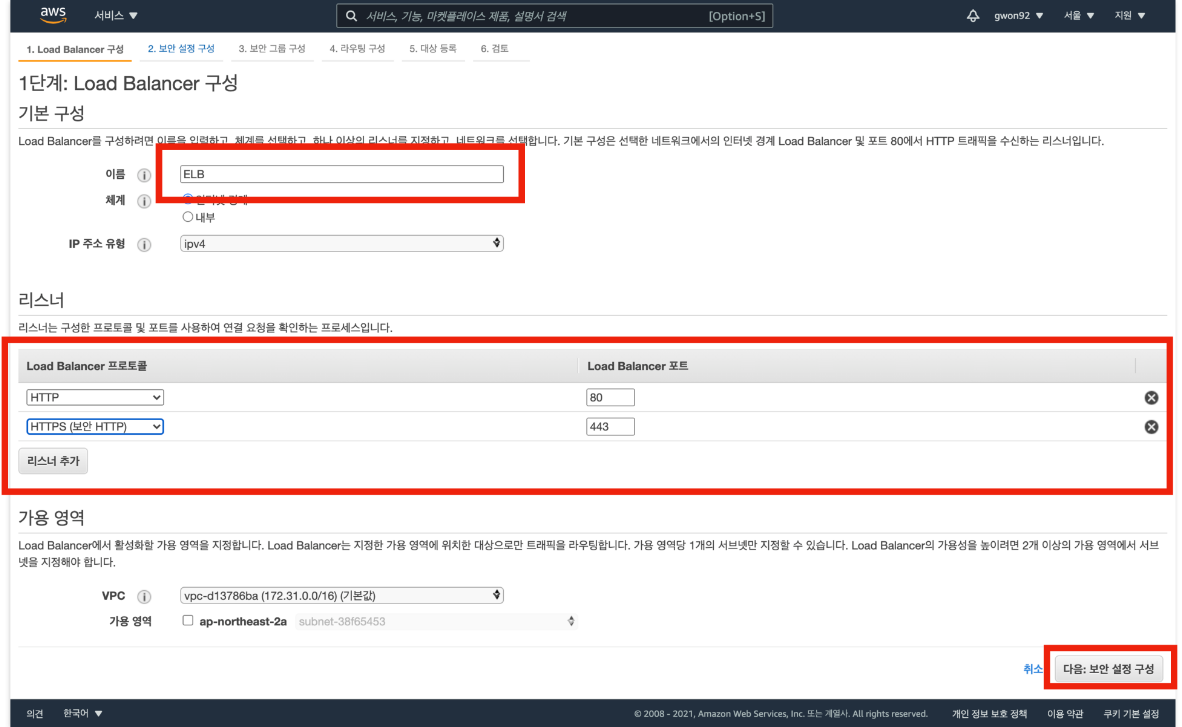 aws 서비스 ▼ 서비스, 기능, 마켓플레이스 제품, 설명서 검색 [Option+S] gwon92 ▼ 서울 ▼ 지원 ▼
1. Load Balancer 구성 2. 보안 설정 구성 3. 보안 그룹 구성 4. 라우팅 구성 5. 대상 등록 6. 검토
1단계: Load Balancer 구성
기본 구성
Load Balancer를 구성하려면 이름을 입력하고, 체계를 선택하고, 하나 이상의 리스너를 지정하고, 네트워크를 선택합니다. 기본 구성은 선택한 네트워크에서의 인터넷 경계 Load Balancer 및 포트 80에서 HTTP 트래픽을 수신하는 리스너입니다.
이름 i ELB
체계 i 인터넷 경계
내부
IP 주소 유형 i ipv4
리스너
리스너는 구성한 프로토콜 및 포트를 사용하여 연결 요청을 확인하는 프로세스입니다.
Load Balancer 프로토콜 Load Balancer 포트
HTTP 80
HTTPS (보안 HTTP) 443
리스너 추가
가용 영역
Load Balancer에서 활성화할 가용 영역을 지정합니다. Load Balancer는 지정한 가용 영역에 위치한 대상으로만 트래픽을 라우팅합니다. 가용 영역당 1개의 서브넷만 지정할 수 있습니다. Load Balancer의 가용성을 높이려면 2개 이상의 가용 영역에서 서브
넷을 지정해야 합니다.
VPC i vpc-d13786ba (172.31.0.0/16) (기본값)
가용 영역 ap-northeast-2a subnet-38f65453
취소 다음: 보안 설정 구성
의견 한국어 ▼ © 2008 - 2021, Amazon Web Services, Inc. 또는 계열사. All rights reserved. 개인 정보 보호 정책 이용 약관 쿠키 기본 설정